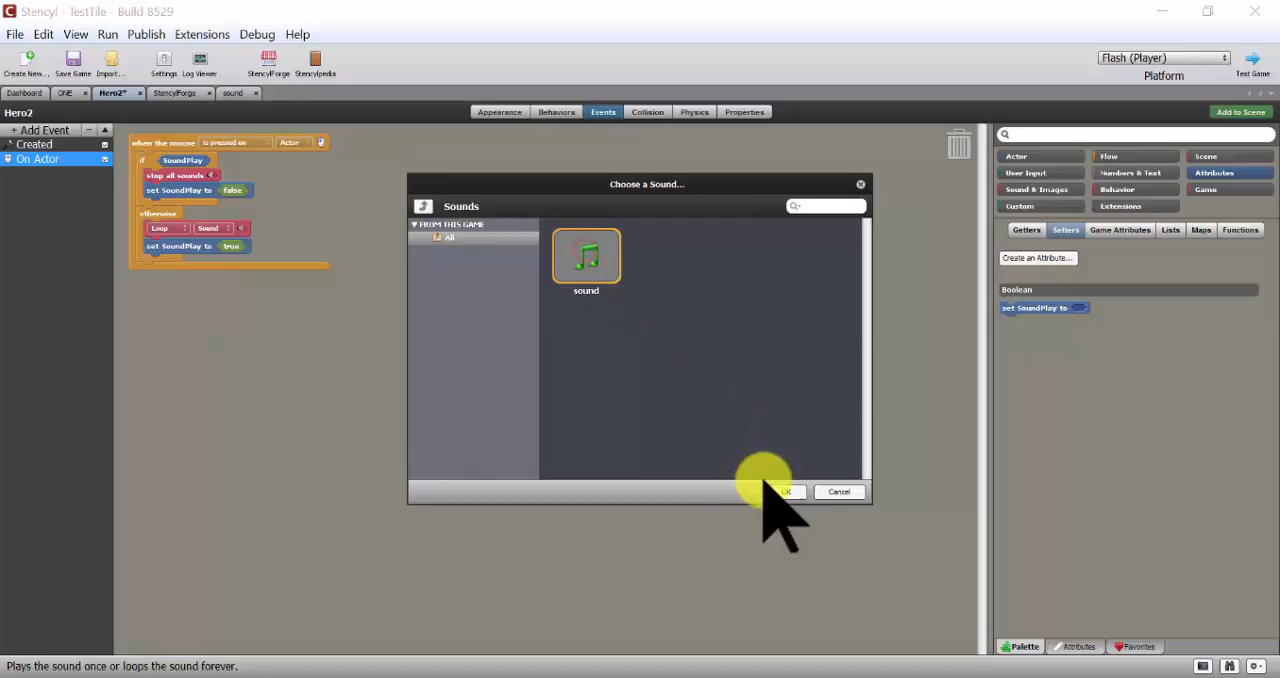 Stencyl - TestTile - Build 8529
File Edit View Run Publish Extensions Debug Help
Create New... Save Game Import... Settings Log Viewer StencylForge Stencylpedia
Flash (Player)
Platform
Test Game
Dashboard ONE Hero2* StencylForge sound
Hero2
Appearance Behaviors Events Collision Physics Properties
Add to Scene
+ Add Event
Created
On Actor
when the mouse is pressed on Actor
if SoundPlay
stop all sounds
set SoundPlay to false
otherwise
Loop Sound
set SoundPlay to true
Choose a Sound...
Sounds
FROM THIS GAME
All
sound
OK
Cancel
Actor Flow Scene
User Input Numbers & Text Attributes
Sound & Images Behavior Game
Custom Extensions
Getters Setters Game Attributes Lists Maps Functions
Create an Attribute...
Boolean
set SoundPlay to
Palette Attributes Favorites
Plays the sound once or loops the sound forever.